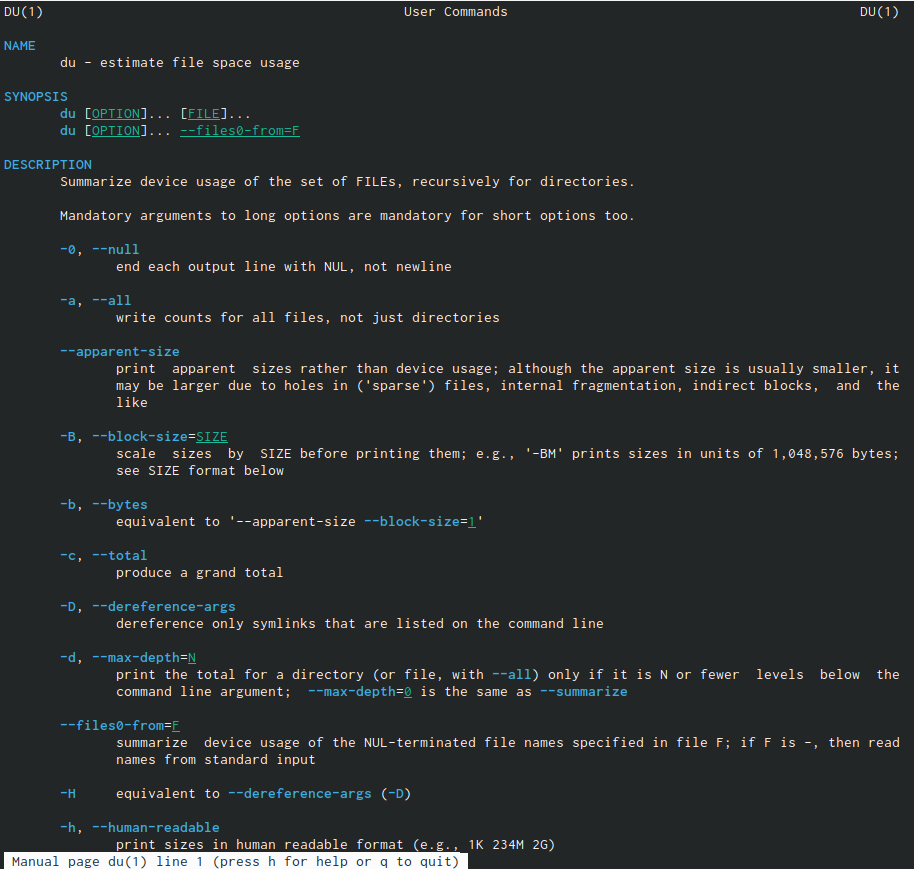 DU(1) User Commands DU(1)
NAME
du - estimate file space usage
SYNOPSIS
du [OPTION]... [FILE]...
du [OPTION]... --files0-from=F
DESCRIPTION
Summarize device usage of the set of FILEs, recursively for directories.
Mandatory arguments to long options are mandatory for short options too.
-0, --null
end each output line with NUL, not newline
-a, --all
write counts for all files, not just directories
--apparent-size
print apparent sizes rather than device usage; although the apparent size is usually smaller, it
may be larger due to holes in ('sparse') files, internal fragmentation, indirect blocks, and the
like
-B, --block-size=SIZE
scale sizes by SIZE before printing them; e.g., '-BM' prints sizes in units of 1,048,576 bytes;
see SIZE format below
-b, --bytes
equivalent to '--apparent-size --block-size=1'
-c, --total
produce a grand total
-D, --dereference-args
dereference only symlinks that are listed on the command line
-d, --max-depth=N
print the total for a directory (or file, with --all) only if it is N or fewer levels below the
command line argument; --max-depth=0 is the same as --summarize
--files0-from=F
summarize device usage of the NUL-terminated file names specified in file F; if F is -, then read
names from standard input
-H equivalent to --dereference-args (-D)
-h, --human-readable
print sizes in human readable format (e.g., 1K 234M 2G)
Manual page du(1) line 1 (press h for help or q to quit)